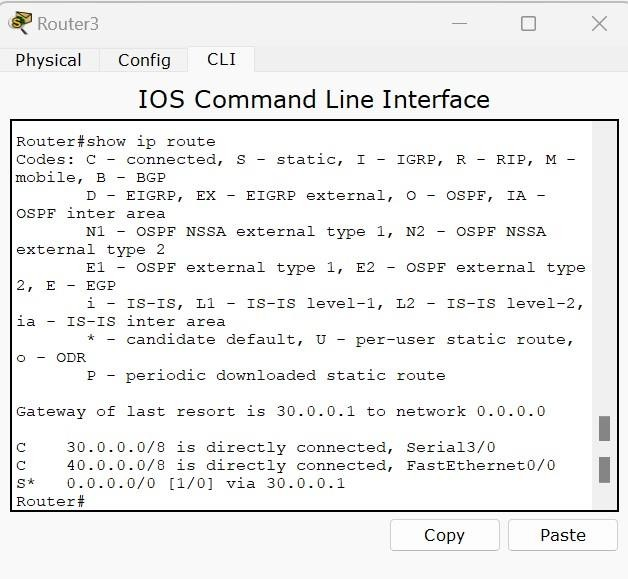 Router3
Physical Config CLI
IOS Command Line Interface
Router#show ip route
Codes: C - connected, S - static, I - IGRP, R - RIP, M -
mobile, B - BGP
       D - EIGRP, EX - EIGRP external, O - OSPF, IA -
OSPF inter area
       N1 - OSPF NSSA external type 1, N2 - OSPF NSSA
external type 2
       E1 - OSPF external type 1, E2 - OSPF external type
2, E - EGP
       i - IS-IS, L1 - IS-IS level-1, L2 - IS-IS level-2,
ia - IS-IS inter area
       * - candidate default, U - per-user static route,
o - ODR
       P - periodic downloaded static route
Gateway of last resort is 30.0.0.1 to network 0.0.0.0
C    30.0.0.0/8 is directly connected, Serial3/0
C    40.0.0.0/8 is directly connected, FastEthernet0/0
S*   0.0.0.0/0 [1/0] via 30.0.0.1
Router#
Copy Paste